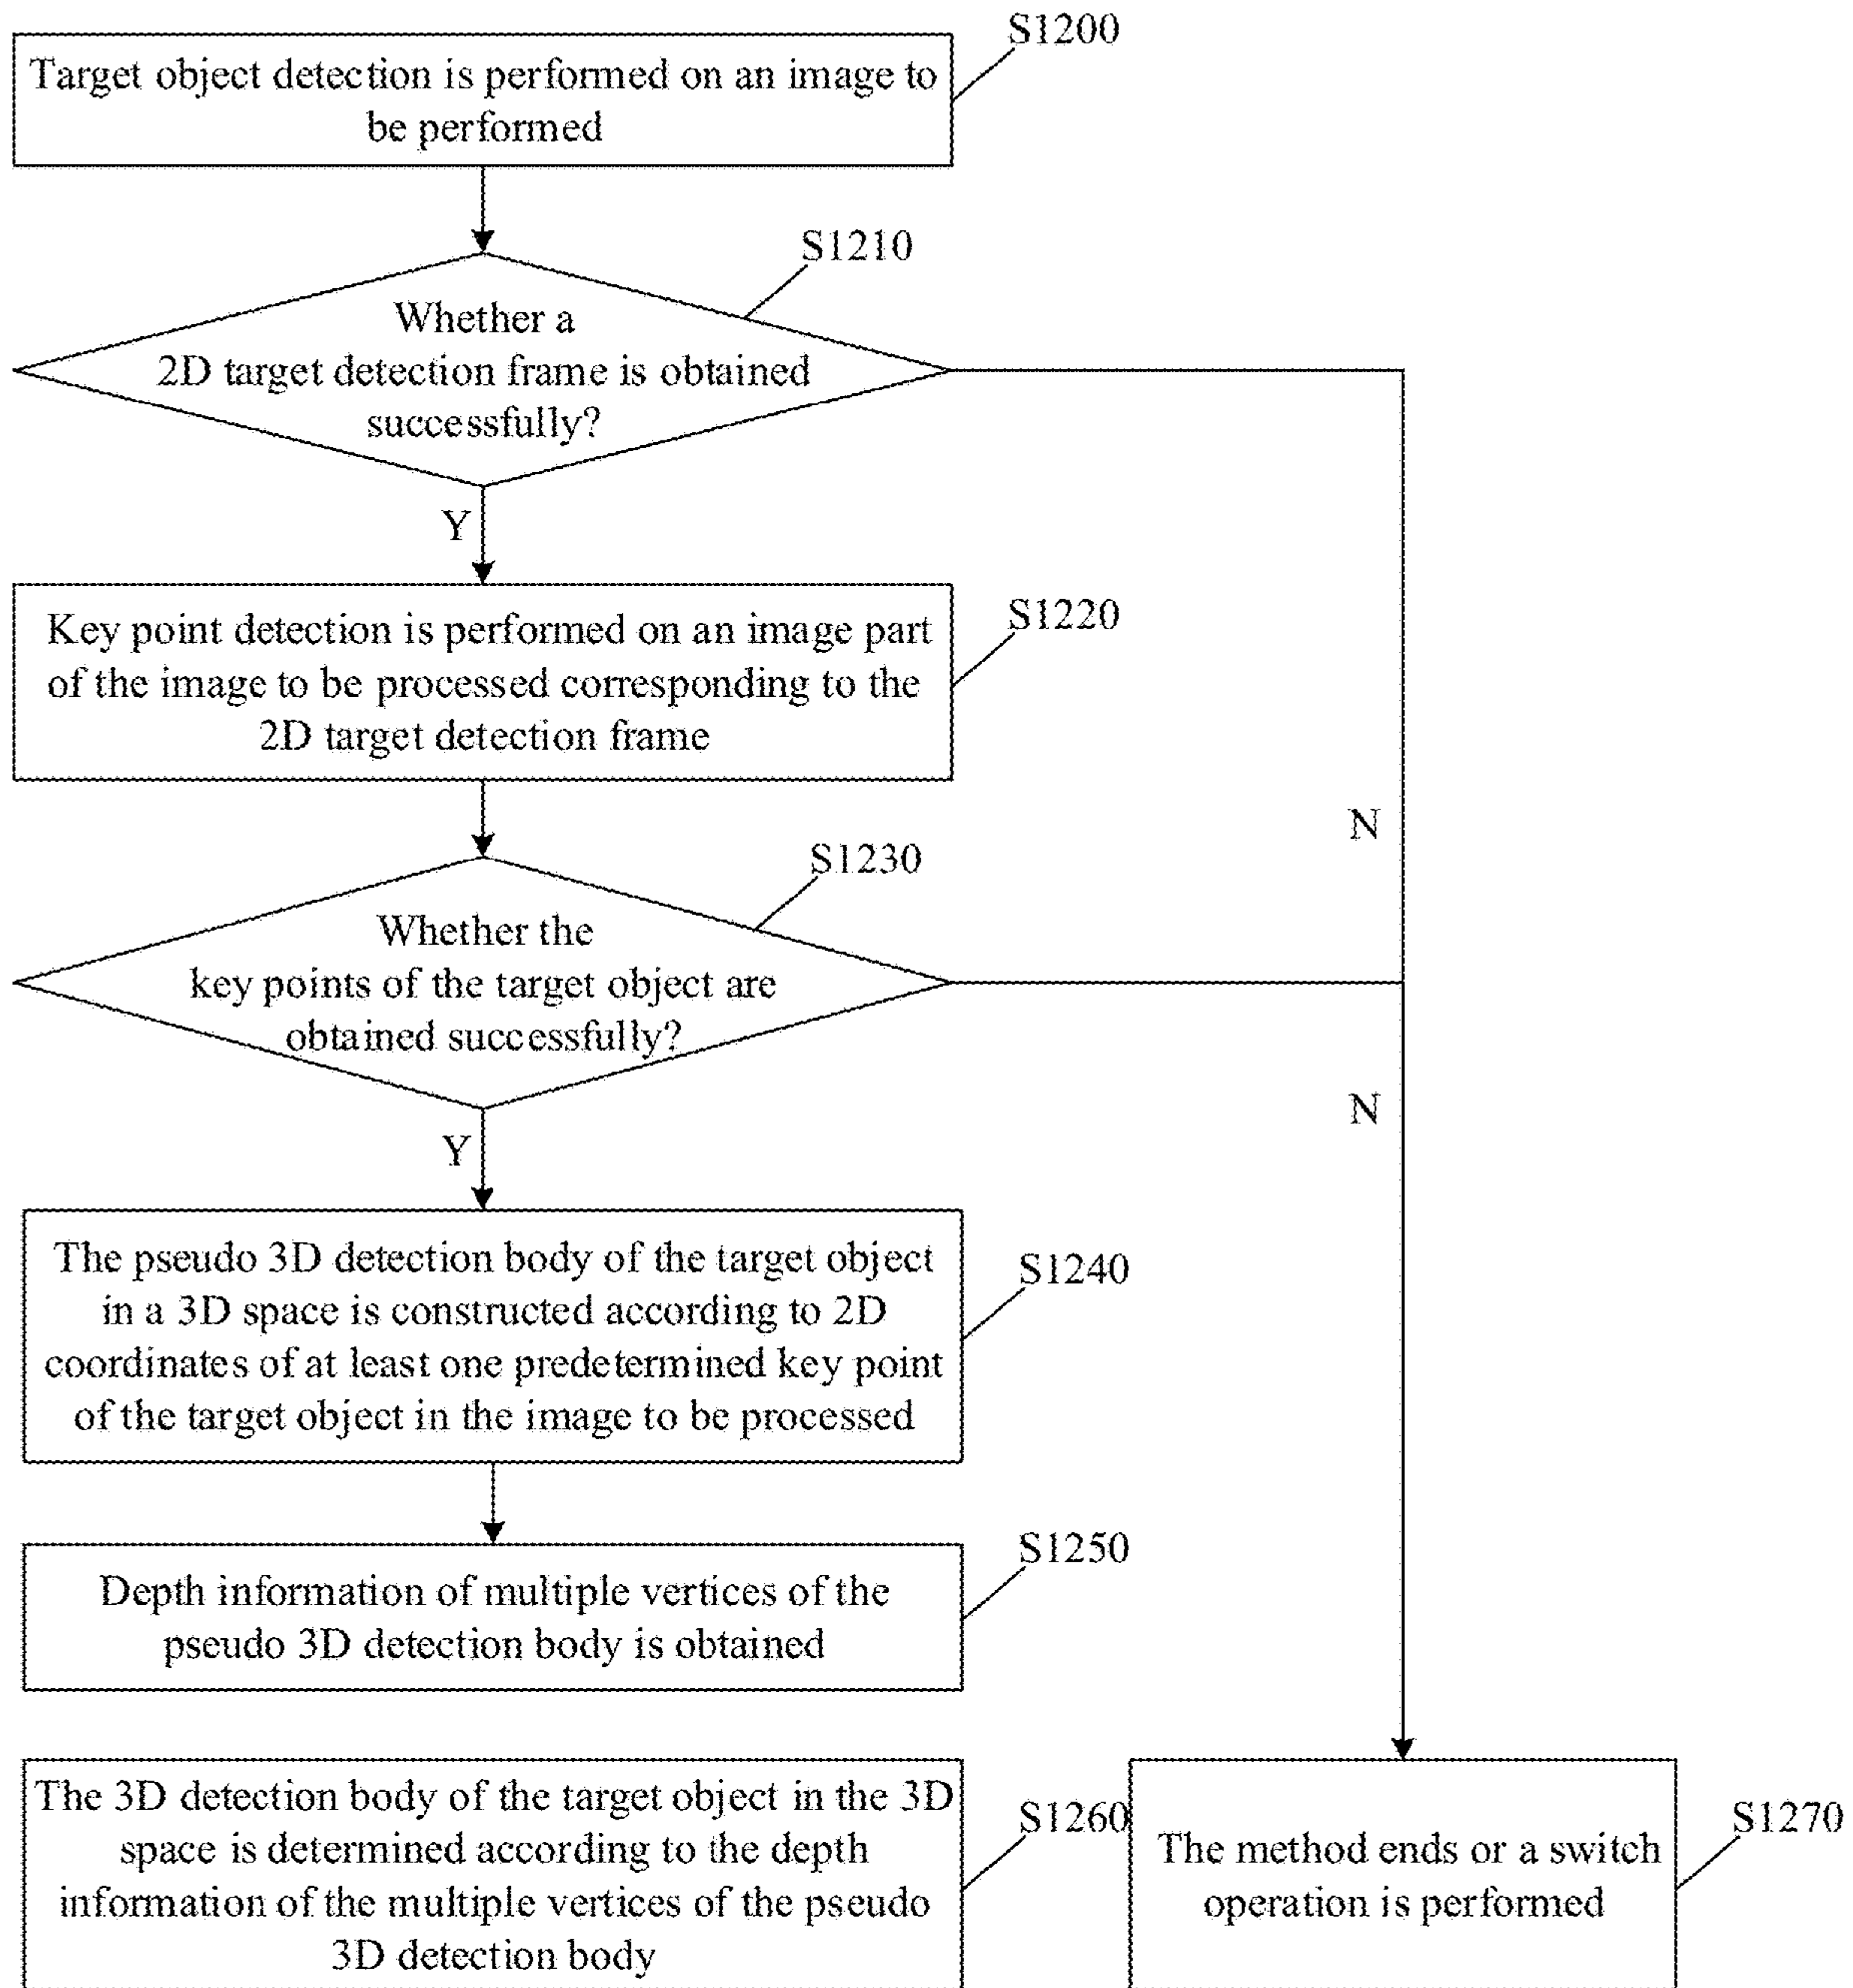 S1200
Target object detection is performed on an image to
be performed
S1210
Whether a
2D target detection frame is obtained
successfully?
Y
S1220
Key point detection is performed on an image part
of the image to be processed corresponding to the
2D target detection frame
N
S1230
Whether the
key points of the target object are
obtained successfully?
N
Y
S1240
The pseudo 3D detection body of the target object
in a 3D space is constructed according to 2D
coordinates of at least one predetermined key point
of the target object in the image to be processed
S1250
Depth information of multiple vertices of the
pseudo 3D detection body is obtained
S1260
The 3D detection body of the target object in the 3D
space is determined according to the depth
information of the multiple vertices of the pseudo
3D detection body
S1270
The method ends or a switch
operation is performed